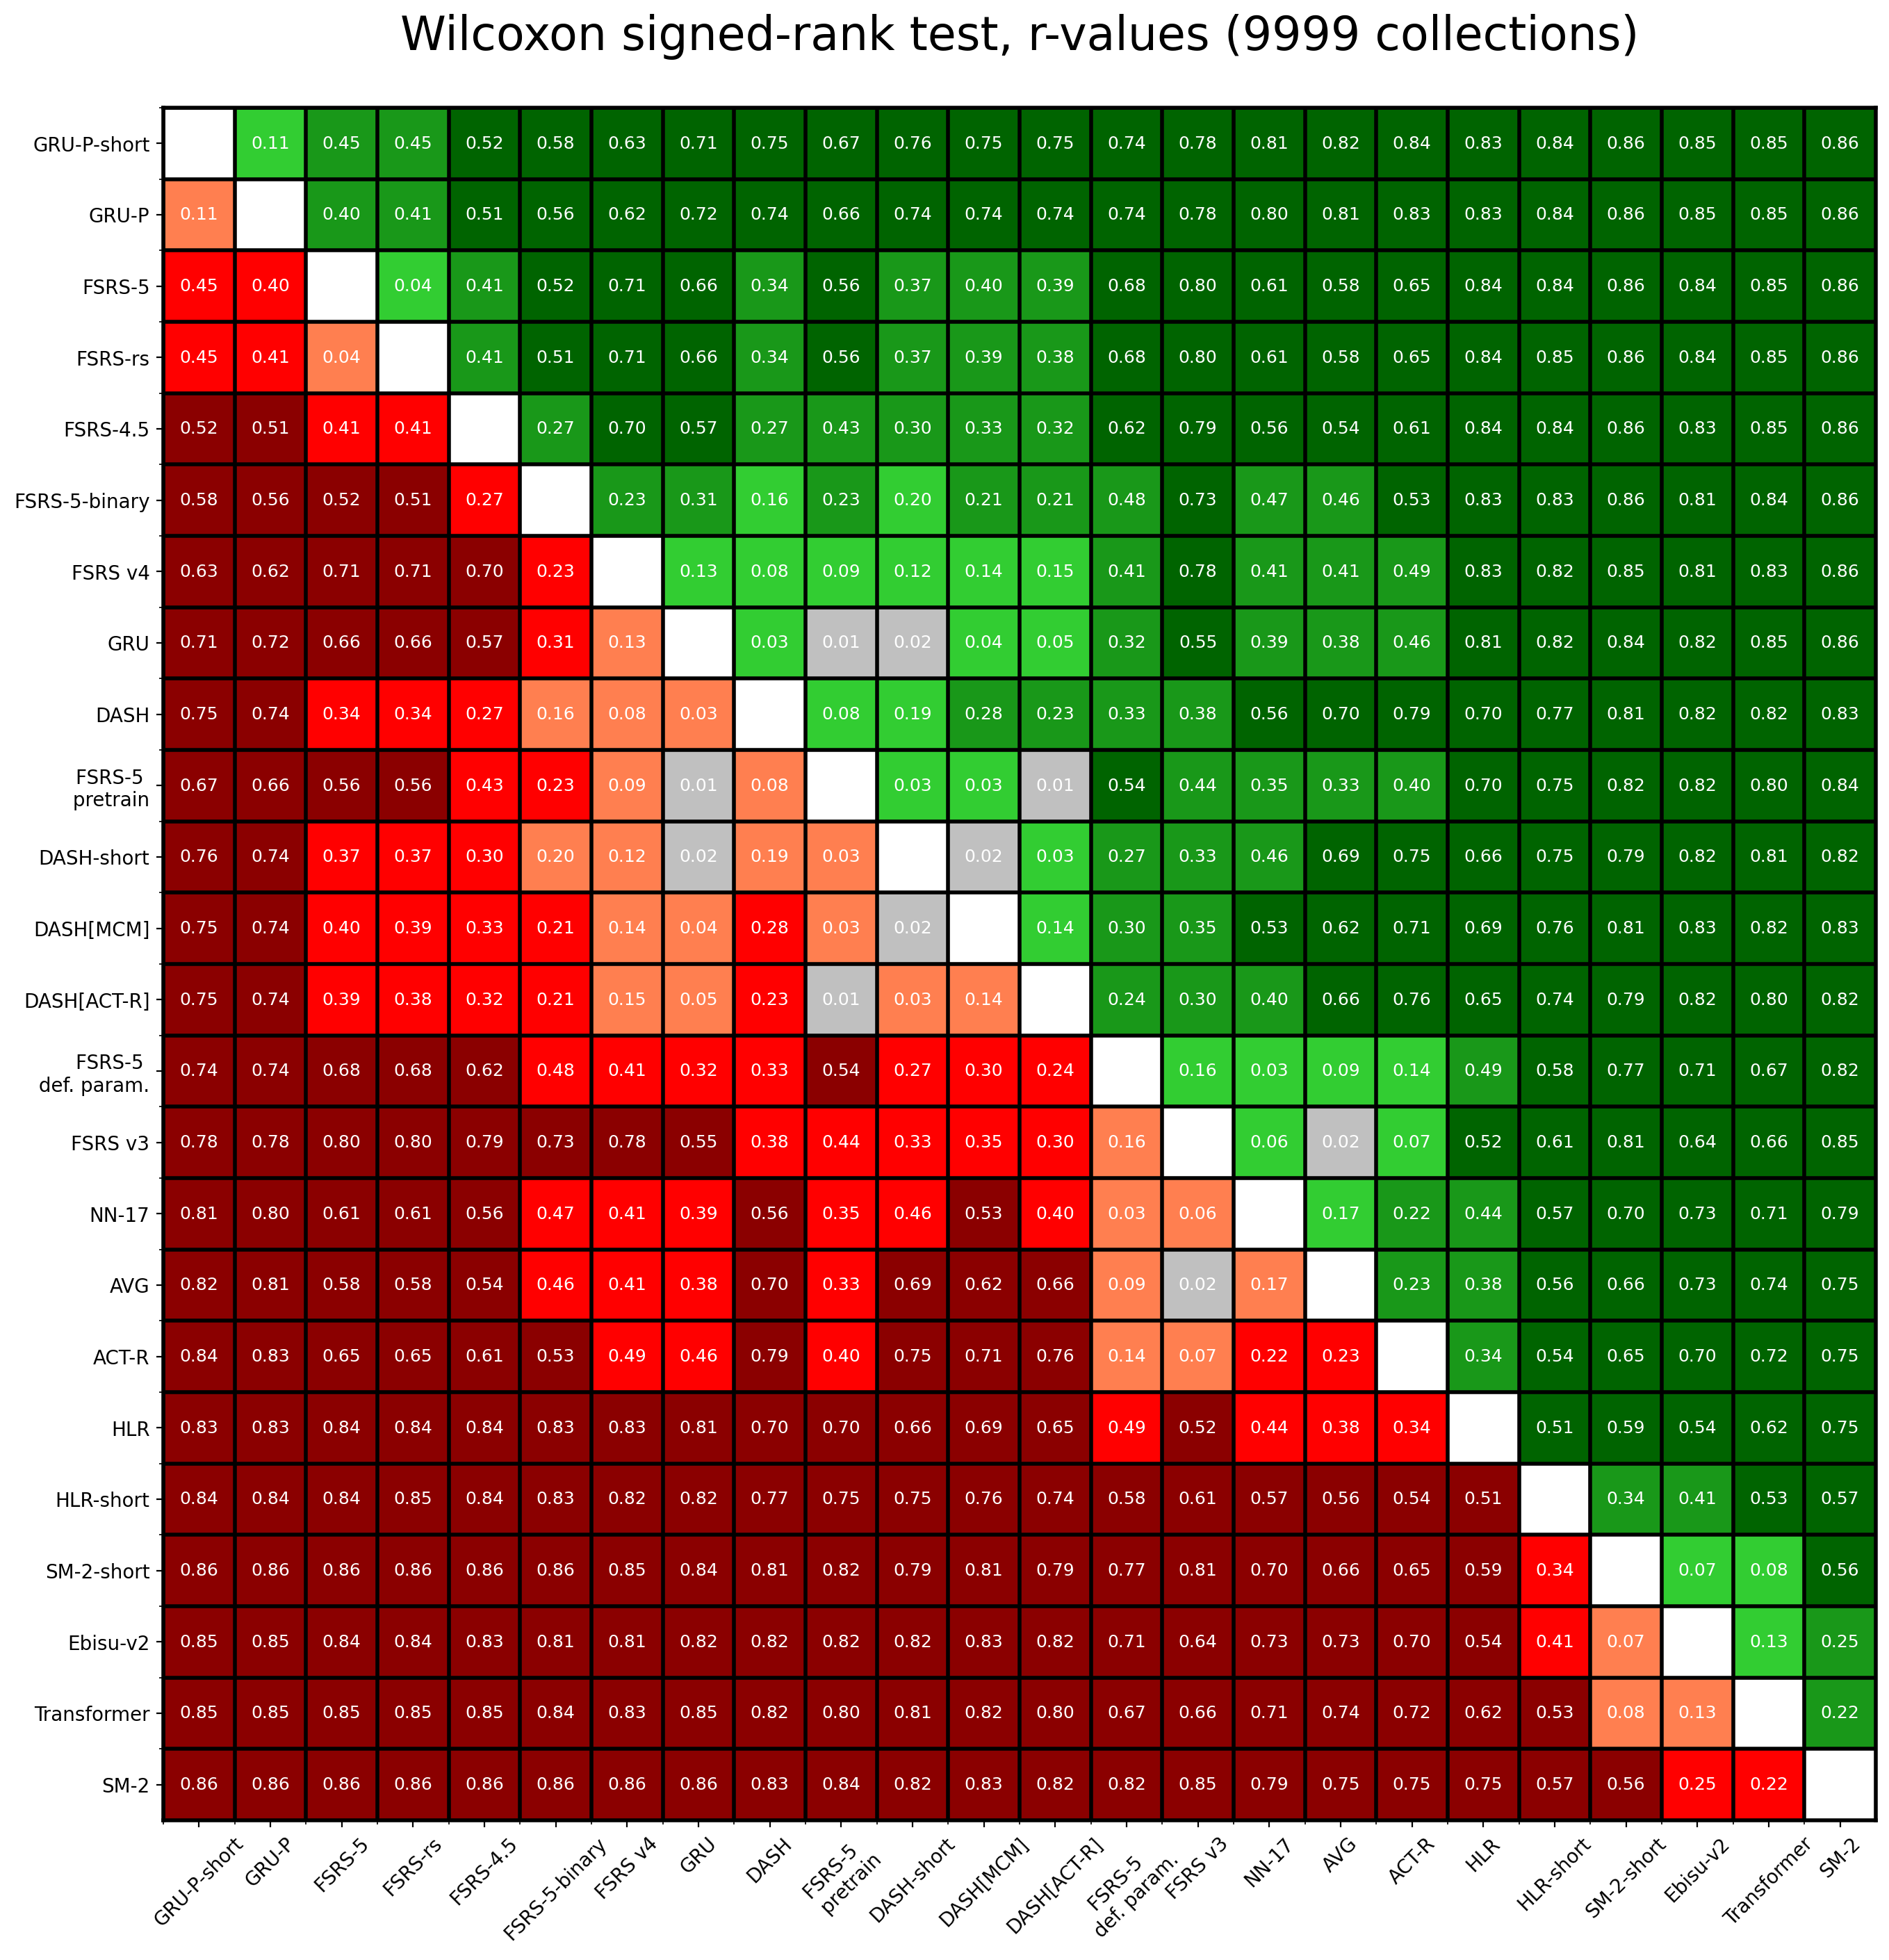 Wilcoxon signed-rank test, r-values (9999 collections)
GRU-P-short 0.11 0.45 0.45 0.52 0.58 0.63 0.71 0.75 0.67 0.76 0.75 0.75 0.74 0.78 0.81 0.82 0.84 0.83 0.84 0.86 0.85 0.85 0.86
GRU-P 0.11 0.40 0.41 0.51 0.56 0.62 0.72 0.74 0.66 0.74 0.74 0.74 0.74 0.78 0.80 0.81 0.83 0.83 0.84 0.86 0.85 0.85 0.86
FSRS-5 0.45 0.40 0.04 0.41 0.52 0.71 0.66 0.34 0.56 0.37 0.40 0.39 0.68 0.80 0.61 0.58 0.65 0.84 0.84 0.86 0.84 0.85 0.86
FSRS-rs 0.45 0.41 0.04 0.41 0.51 0.71 0.66 0.34 0.56 0.37 0.39 0.38 0.68 0.80 0.61 0.58 0.65 0.84 0.85 0.86 0.84 0.85 0.86
FSRS-4.5 0.52 0.51 0.41 0.41 0.27 0.70 0.57 0.27 0.43 0.30 0.33 0.32 0.62 0.79 0.56 0.54 0.61 0.84 0.84 0.86 0.83 0.85 0.86
FSRS-5-binary 0.58 0.56 0.52 0.51 0.27 0.23 0.31 0.16 0.23 0.20 0.21 0.21 0.48 0.73 0.47 0.46 0.53 0.83 0.83 0.86 0.81 0.84 0.86
FSRS v4 0.63 0.62 0.71 0.71 0.70 0.23 0.13 0.08 0.09 0.12 0.14 0.15 0.41 0.78 0.41 0.41 0.49 0.83 0.82 0.85 0.81 0.83 0.86
GRU 0.71 0.72 0.66 0.66 0.57 0.31 0.13 0.03 0.01 0.02 0.04 0.05 0.32 0.55 0.39 0.38 0.46 0.81 0.82 0.84 0.82 0.85 0.86
DASH 0.75 0.74 0.34 0.34 0.27 0.16 0.08 0.03 0.08 0.19 0.28 0.23 0.33 0.38 0.56 0.70 0.79 0.70 0.77 0.81 0.82 0.82 0.83
FSRS-5
pretrain 0.67 0.66 0.56 0.56 0.43 0.23 0.09 0.01 0.08 0.03 0.03 0.01 0.54 0.44 0.35 0.33 0.40 0.70 0.75 0.82 0.82 0.80 0.84
DASH-short 0.76 0.74 0.37 0.37 0.30 0.20 0.12 0.02 0.19 0.03 0.02 0.03 0.27 0.33 0.46 0.69 0.75 0.66 0.75 0.79 0.82 0.81 0.82
DASH[MCM] 0.75 0.74 0.40 0.39 0.33 0.21 0.14 0.04 0.28 0.03 0.02 0.14 0.30 0.35 0.53 0.62 0.71 0.69 0.76 0.81 0.83 0.82 0.83
DASH[ACT-R] 0.75 0.74 0.39 0.38 0.32 0.21 0.15 0.05 0.23 0.01 0.03 0.14 0.24 0.30 0.40 0.66 0.76 0.65 0.74 0.79 0.82 0.80 0.82
FSRS-5
def. param. 0.74 0.74 0.68 0.68 0.62 0.48 0.41 0.32 0.33 0.54 0.27 0.30 0.24 0.16 0.03 0.09 0.14 0.49 0.58 0.77 0.71 0.67 0.82
FSRS v3 0.78 0.78 0.80 0.80 0.79 0.73 0.78 0.55 0.38 0.44 0.33 0.35 0.30 0.16 0.06 0.02 0.07 0.52 0.61 0.81 0.64 0.66 0.85
NN-17 0.81 0.80 0.61 0.61 0.56 0.47 0.41 0.39 0.56 0.35 0.46 0.53 0.40 0.03 0.06 0.17 0.22 0.44 0.57 0.70 0.73 0.71 0.79
AVG 0.82 0.81 0.58 0.58 0.54 0.46 0.41 0.38 0.70 0.33 0.69 0.62 0.66 0.09 0.02 0.17 0.23 0.38 0.56 0.66 0.73 0.74 0.75
ACT-R 0.84 0.83 0.65 0.65 0.61 0.53 0.49 0.46 0.79 0.40 0.75 0.71 0.76 0.14 0.07 0.22 0.23 0.34 0.54 0.65 0.70 0.72 0.75
HLR 0.83 0.83 0.84 0.84 0.84 0.83 0.83 0.81 0.70 0.70 0.66 0.69 0.65 0.49 0.52 0.44 0.38 0.34 0.51 0.59 0.54 0.62 0.75
HLR-short 0.84 0.84 0.84 0.85 0.84 0.83 0.82 0.82 0.77 0.75 0.75 0.76 0.74 0.58 0.61 0.57 0.56 0.54 0.51 0.34 0.41 0.53 0.57
SM-2-short 0.86 0.86 0.86 0.86 0.86 0.86 0.85 0.84 0.81 0.82 0.79 0.81 0.79 0.77 0.81 0.70 0.66 0.65 0.59 0.34 0.07 0.08 0.56
Ebisu-v2 0.85 0.85 0.84 0.84 0.83 0.81 0.81 0.82 0.82 0.82 0.82 0.83 0.82 0.71 0.64 0.73 0.73 0.70 0.54 0.41 0.07 0.13 0.25
Transformer 0.85 0.85 0.85 0.85 0.85 0.84 0.83 0.85 0.82 0.80 0.81 0.82 0.80 0.67 0.66 0.71 0.74 0.72 0.62 0.53 0.08 0.13 0.22
SM-2 0.86 0.86 0.86 0.86 0.86 0.86 0.86 0.86 0.83 0.84 0.82 0.83 0.82 0.82 0.85 0.79 0.75 0.75 0.75 0.57 0.56 0.25 0.22
GRU-P-short
GRU-P
FSRS-5
FSRS-rs
FSRS-4.5
FSRS-5-binary
FSRS v4
GRU
DASH
FSRS-5
pretrain
DASH-short
DASH[MCM]
DASH[ACT-R]
FSRS-5
def. param.
FSRS v3
NN-17
AVG
ACT-R
HLR
HLR-short
SM-2-short
Ebisu-v2
Transformer
SM-2